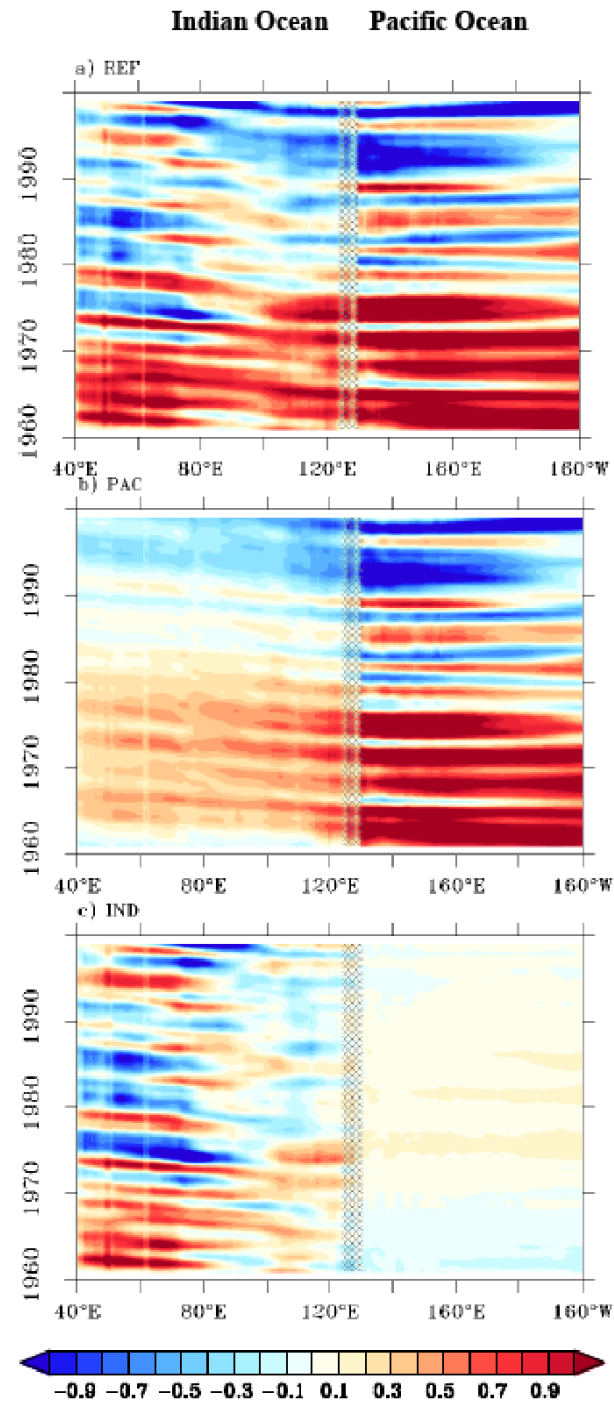 Indian Ocean Pacific Ocean
a) REF
1990
1980
1970
1960
40°E 80°E 120°E 160°E 160°W
b) PAC
1990
1980
1970
1960
40°E 80°E 120°E 160°E 160°W
c) IND
1990
1980
1970
1960
40°E 80°E 120°E 160°E 160°W
-0.9 -0.7 -0.5 -0.3 -0.1 0.1 0.3 0.5 0.7 0.9